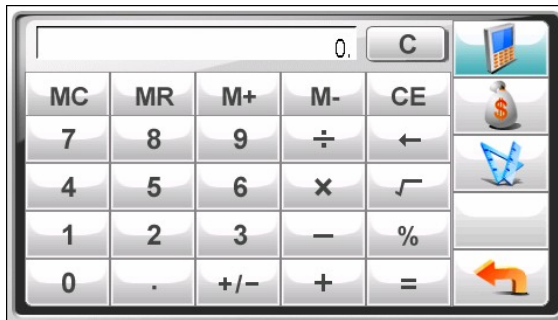 0. C
MC MR M+ M- CE
7 8 9 ÷ ←
4 5 6 × √
1 2 3 − %
0 . +/− + =
$